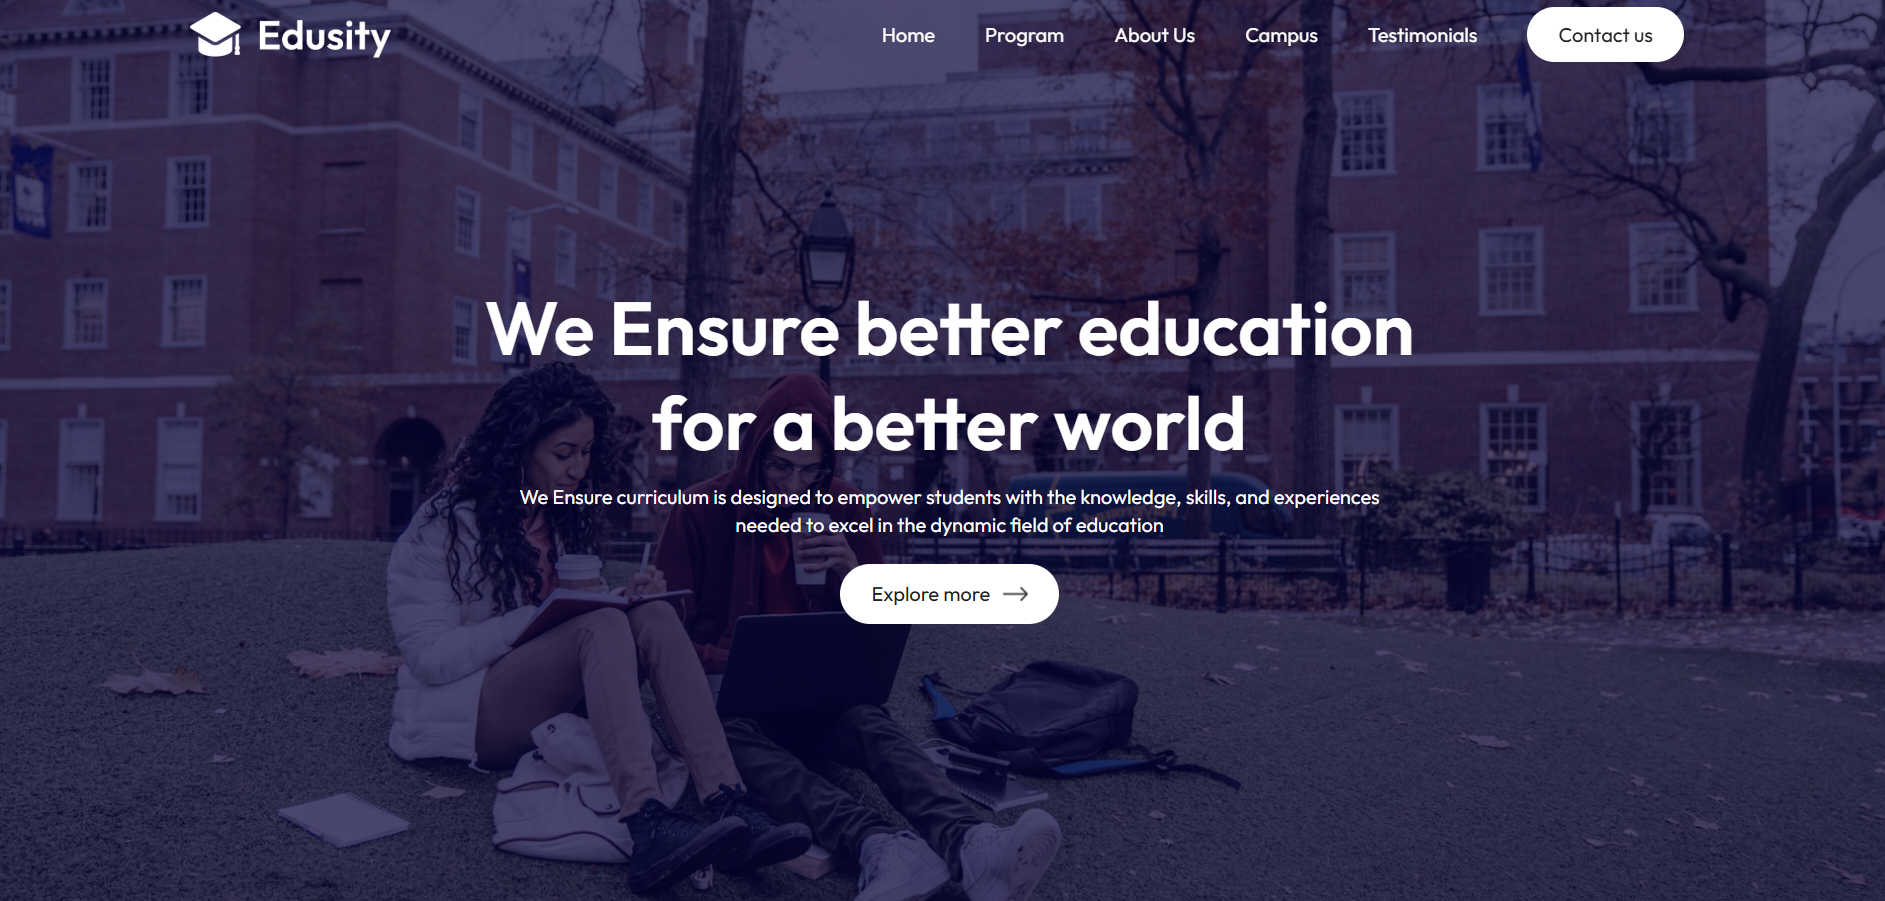 Edusity
Home
Program
About Us
Campus
Testimonials
Contact us
We Ensure better education
for a better world
We Ensure curriculum is designed to empower students with the knowledge, skills, and experiences
needed to excel in the dynamic field of education
Explore more